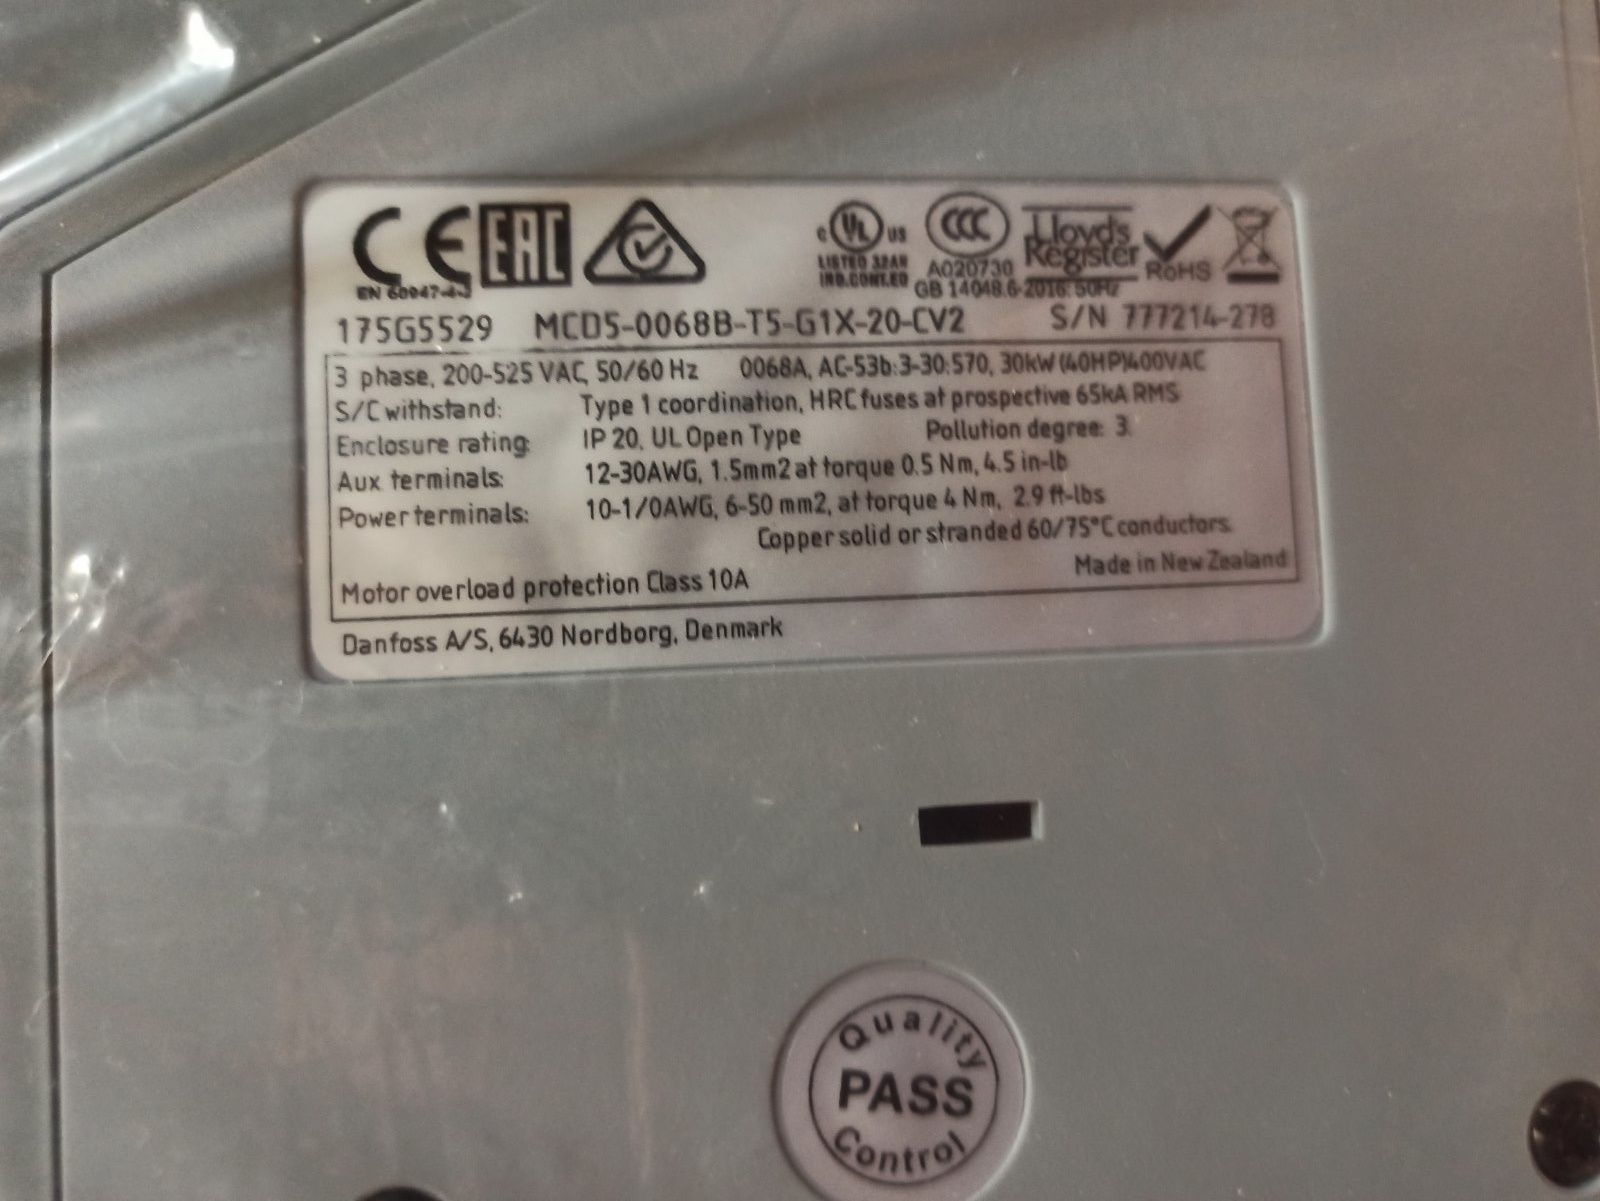 CE EAC
EN 60947-4-2
c UL US
LISTED 32AR
IND.CONT.EQ
CCC
A020730
GB 14048.6-2016: 50Hz
Lloyd's
Register
RoHS
175G5529 MCD5-0068B-T5-G1X-20-CV2 S/N 777214-278
3 phase, 200-525 VAC, 50/60 Hz 0068A, AC-53b:3-30:570, 30kW (40HP)400VAC
S/C withstand: Type 1 coordination, HRC fuses at prospective 65kA RMS
Enclosure rating: IP 20, UL Open Type Pollution degree: 3.
Aux terminals: 12-30AWG, 1.5mm2 at torque 0.5 Nm, 4.5 in-lb
Power terminals: 10-1/0AWG, 6-50 mm2, at torque 4 Nm, 2.9 ft-lbs
Copper solid or stranded 60/75°C conductors.
Made in New Zealand
Motor overload protection Class 10A
Danfoss A/S, 6430 Nordborg, Denmark
Quality
PASS
Control